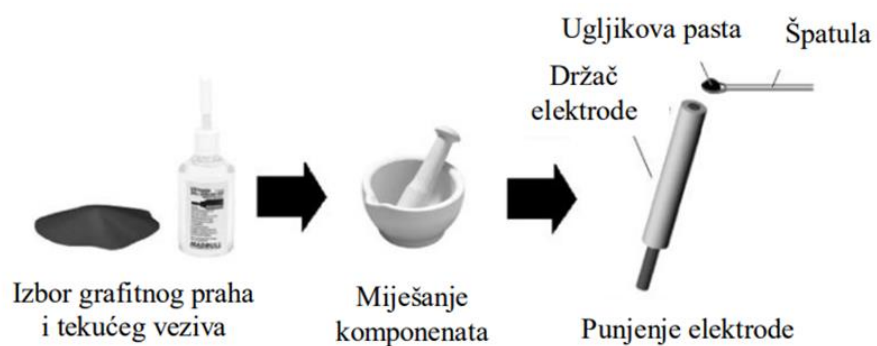 Ugljikova pasta
Špatula
Držač
elektrode
Izbor grafitnog praha
i tekućeg veziva
Miješanje
komponenata
Punjenje elektrode